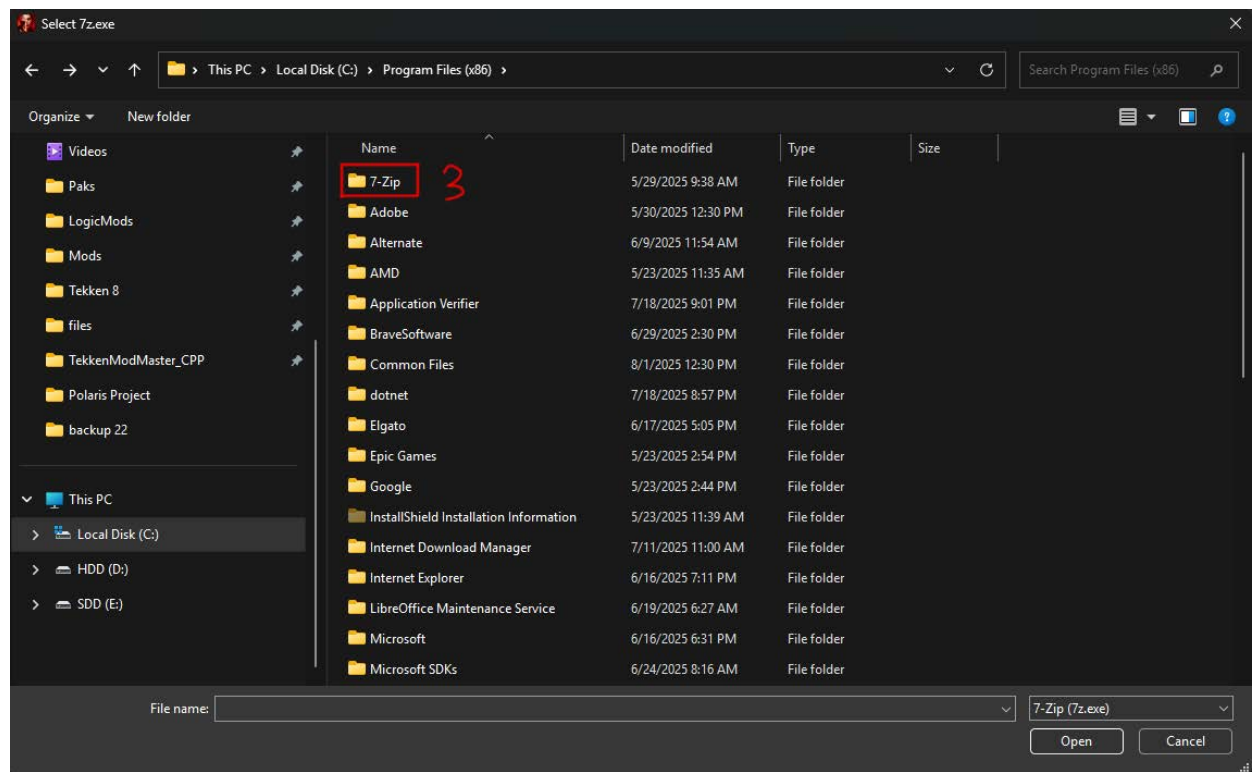 Select 7z.exe
This PC > Local Disk (C:) > Program Files (x86) >
Search Program Files (x86)
Organize
New folder
Videos
Paks
LogicMods
Mods
Tekken 8
files
TekkenModMaster_CPP
Polaris Project
backup 22
This PC
Local Disk (C:)
HDD (D:)
SDD (E:)
Name Date modified Type Size
7-Zip 3 5/29/2025 9:38 AM File folder
Adobe 5/30/2025 12:30 PM File folder
Alternate 6/9/2025 11:54 AM File folder
AMD 5/23/2025 11:35 AM File folder
Application Verifier 7/18/2025 9:01 PM File folder
BraveSoftware 6/29/2025 2:30 PM File folder
Common Files 8/1/2025 12:30 PM File folder
dotnet 7/18/2025 8:57 PM File folder
Elgato 6/17/2025 5:05 PM File folder
Epic Games 5/23/2025 2:54 PM File folder
Google 5/23/2025 2:44 PM File folder
InstallShield Installation Information 5/23/2025 11:39 AM File folder
Internet Download Manager 7/11/2025 11:00 AM File folder
Internet Explorer 6/16/2025 7:11 PM File folder
LibreOffice Maintenance Service 6/19/2025 6:27 AM File folder
Microsoft 6/16/2025 6:31 PM File folder
Microsoft SDKs 6/24/2025 8:16 AM File folder
File name:
7-Zip (7z.exe)
Open
Cancel